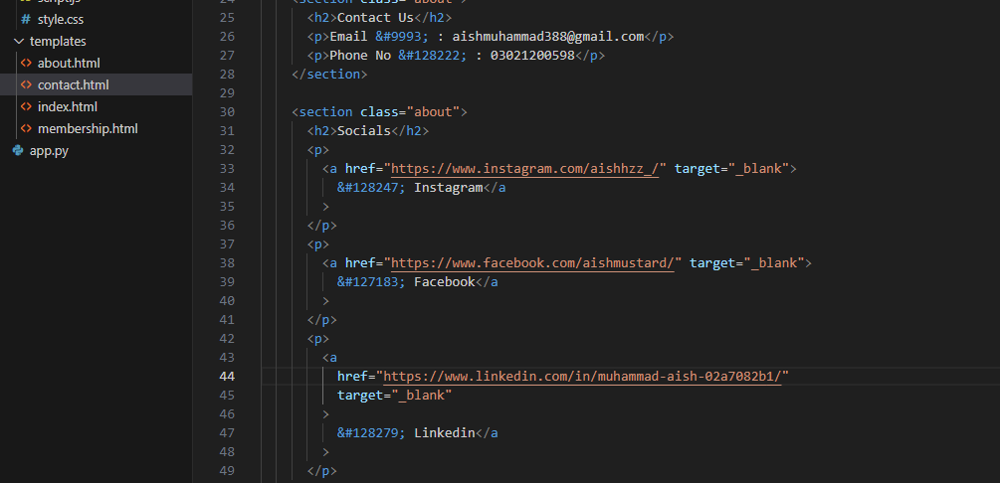 script.js
style.css
templates
about.html
contact.html
index.html
membership.html
app.py
24 <section class="about">
25 <h2>Contact Us</h2>
26 <p>Email &#9993; : aishmuhammad388@gmail.com</p>
27 <p>Phone No &#128222; : 03021200598</p>
28 </section>
29
30 <section class="about">
31 <h2>Socials</h2>
32 <p>
33 <a href="https://www.instagram.com/aishhzz_/" target="_blank">
34 &#128247; Instagram</a
35 >
36 </p>
37 <p>
38 <a href="https://www.facebook.com/aishmustard/" target="_blank">
39 &#127183; Facebook</a
40 >
41 </p>
42 <p>
43 <a
44 href="https://www.linkedin.com/in/muhammad-aish-02a7082b1/"
45 target="_blank"
46 >
47 &#128279; Linkedin</a
48 >
49 </p>